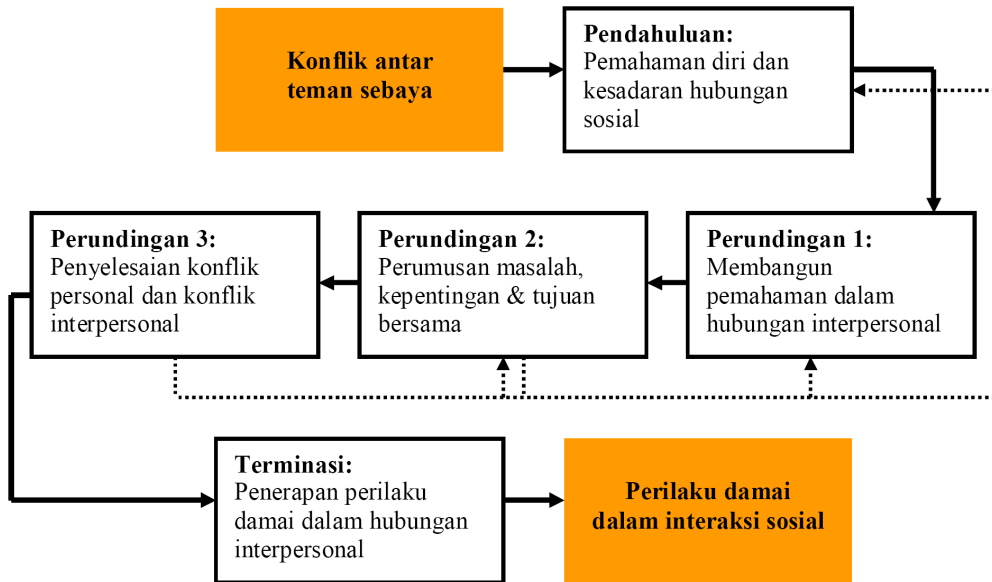 Konflik antar
teman sebaya
Pendahuluan:
Pemahaman diri dan
kesadaran hubungan
sosial
Perundingan 3:
Penyelesaian konflik
personal dan konflik
interpersonal
Perundingan 2:
Perumusan masalah,
kepentingan & tujuan
bersama
Perundingan 1:
Membangun
pemahaman dalam
hubungan interpersonal
Terminasi:
Penerapan perilaku
damai dalam hubungan
interpersonal
Perilaku damai
dalam interaksi sosial